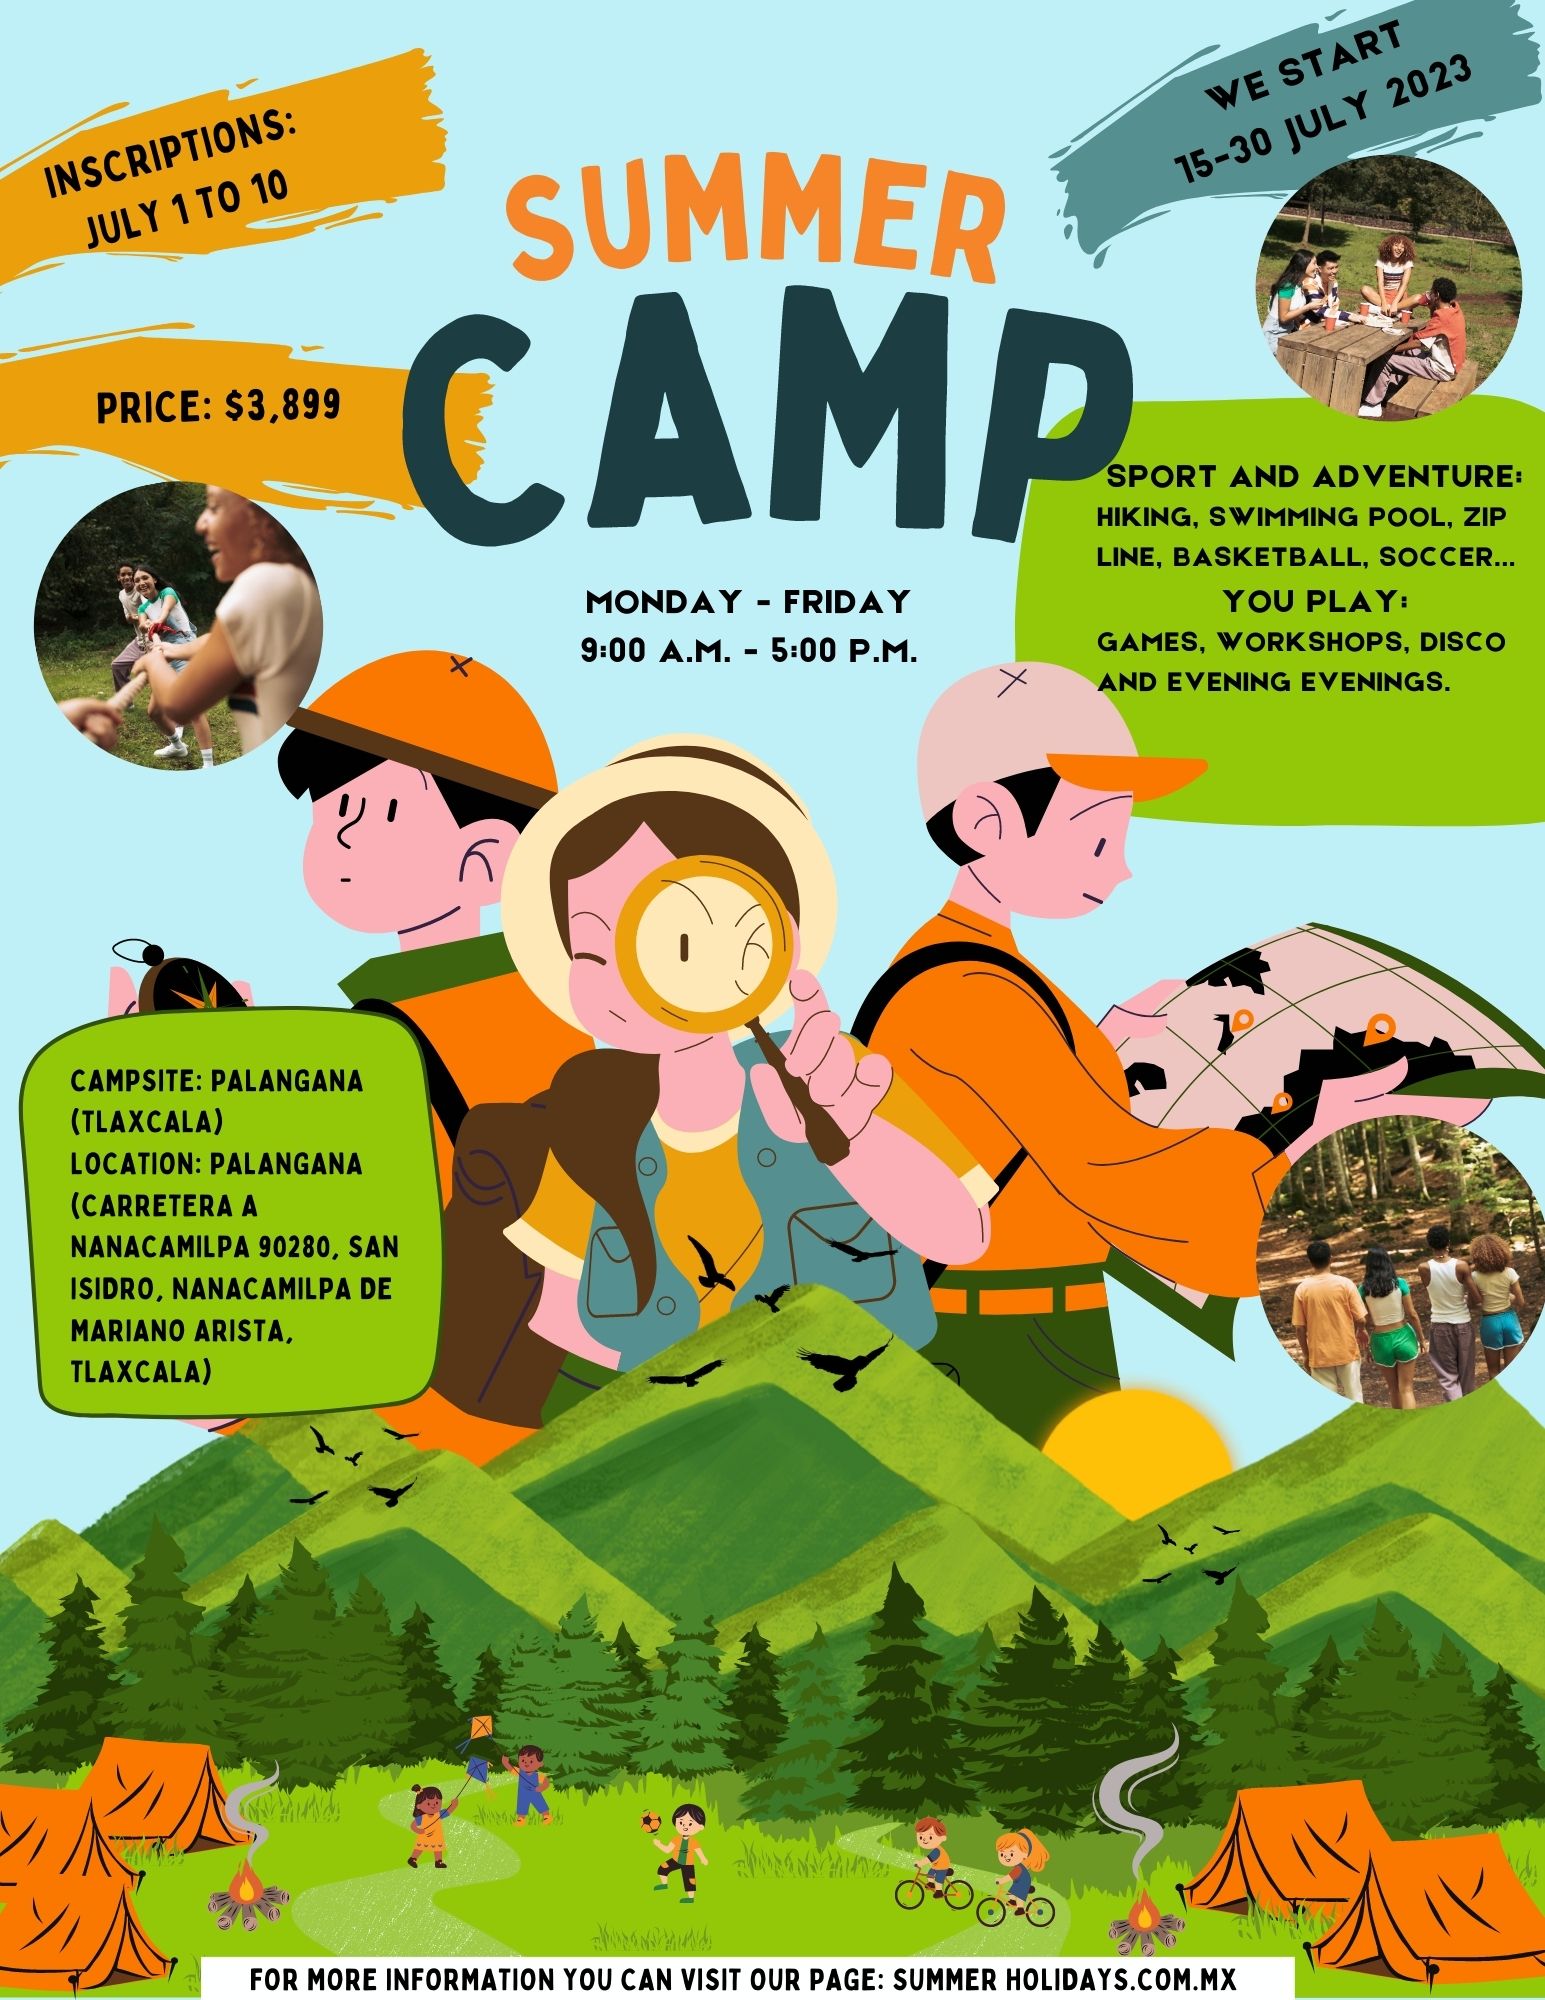 INSCRIPTIONS:
JULY 1 TO 10
WE START
15-30 JULY 2023
SUMMER
CAMP
PRICE: $3,899
SPORT AND ADVENTURE:
HIKING, SWIMMING POOL, ZIP
LINE, BASKETBALL, SOCCER...
YOU PLAY:
GAMES, WORKSHOPS, DISCO
AND EVENING EVENINGS.
MONDAY - FRIDAY
9:00 A.M. - 5:00 P.M.
CAMPSITE: PALANGANA
(TLAXCALA)
LOCATION: PALANGANA
(CARRETERA A
NANACAMILPA 90280, SAN
ISIDRO, NANACAMILPA DE
MARIANO ARISTA,
TLAXCALA)
FOR MORE INFORMATION YOU CAN VISIT OUR PAGE: SUMMER HOLIDAYS.COM.MX